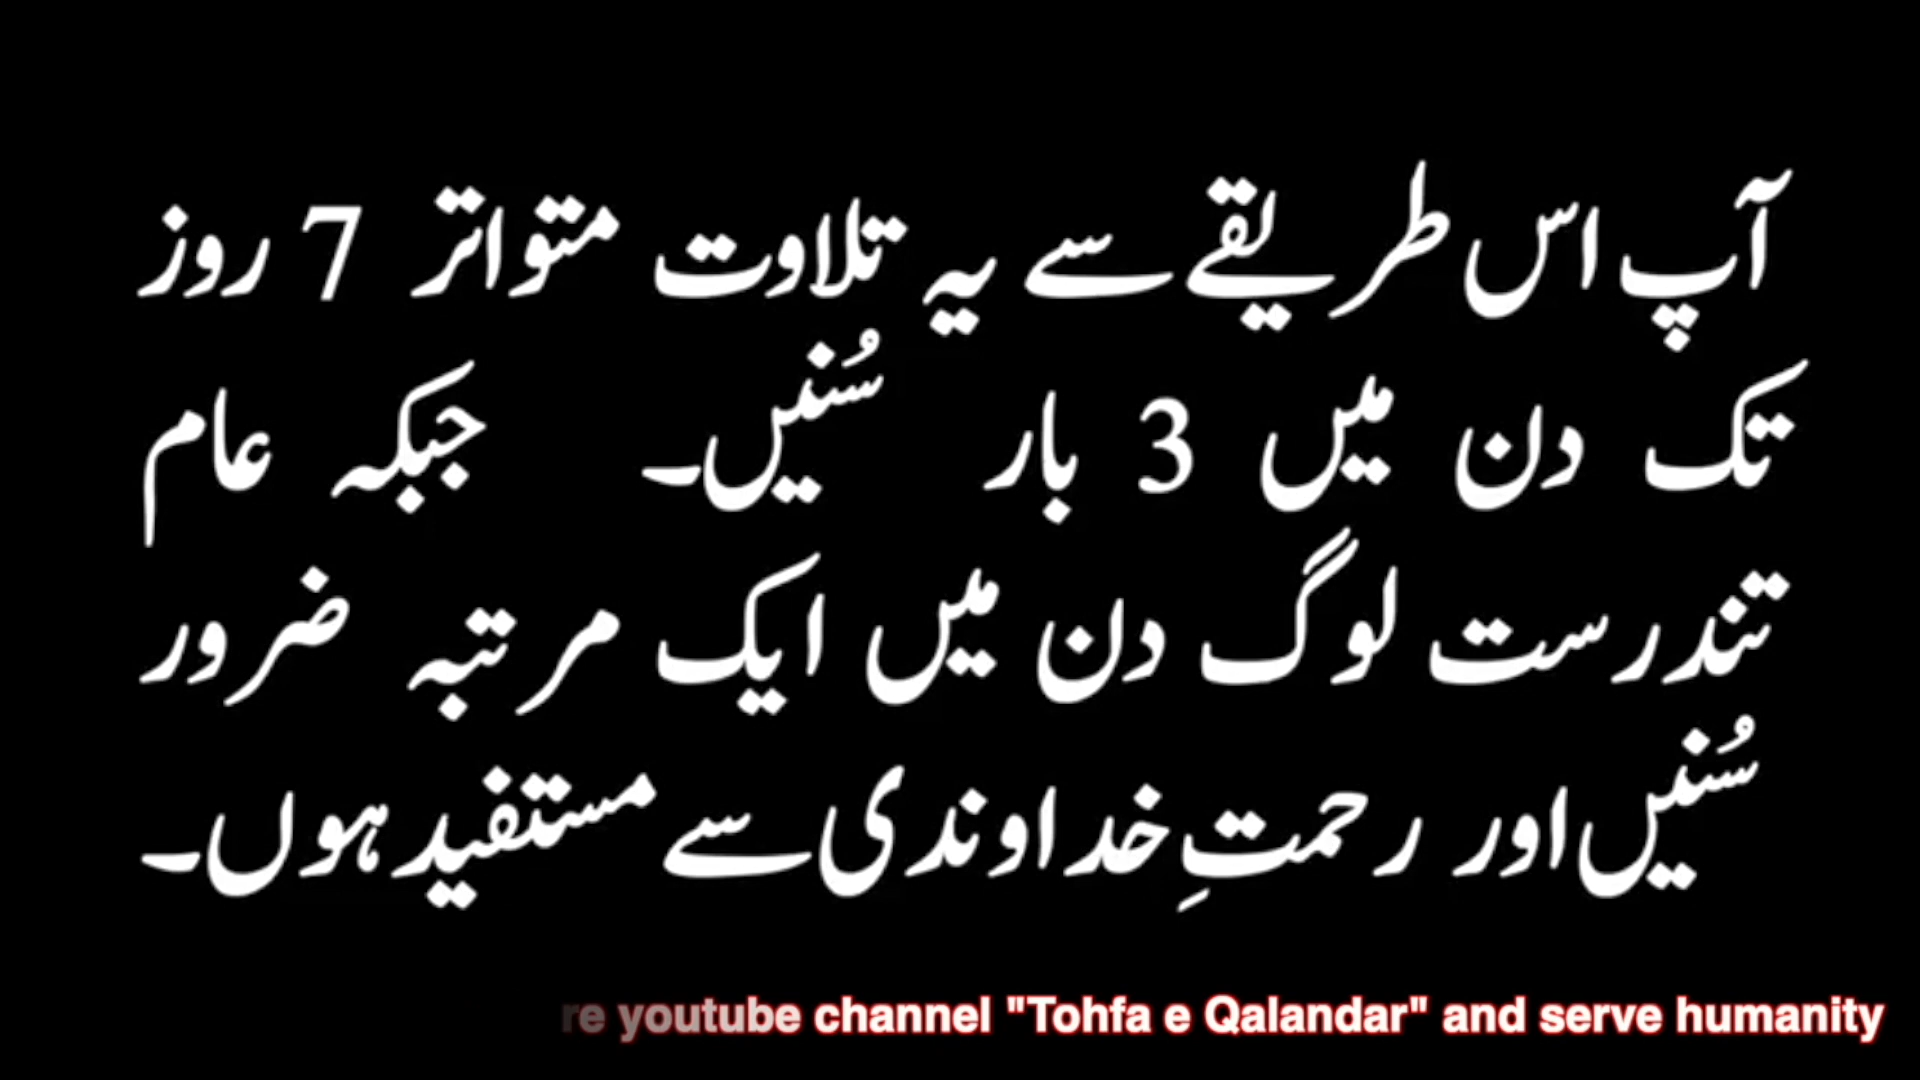 آپ اس طریقے سے یہ تلاوت متواتر 7 روز
تک دن میں 3 بار سُنیں۔ جبکہ عام
تندرست لوگ دن میں ایک مرتبہ ضرور
سُنیں اور رحمتِ خداوندی سے مستفید ہوں۔
re youtube channel "Tohfa e Qalandar" and serve humanity